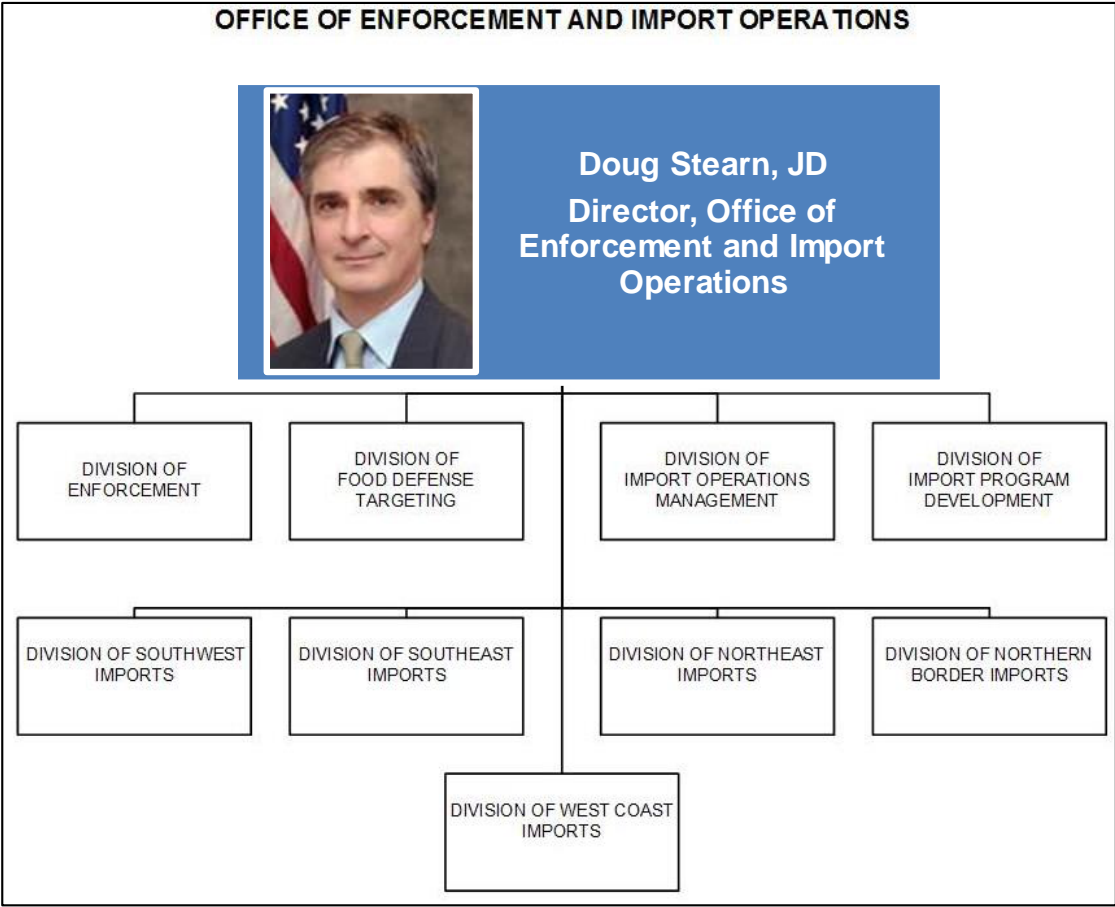 OFFICE OF ENFORCEMENT AND IMPORT OPERATIONS
Doug Stearn, JD
Director, Office of
Enforcement and Import
Operations
DIVISION OF
ENFORCEMENT
DIVISION OF
FOOD DEFENSE
TARGETING
DIVISION OF
IMPORT OPERATIONS
MANAGEMENT
DIVISION OF
IMPORT PROGRAM
DEVELOPMENT
DIVISION OF SOUTHWEST
IMPORTS
DIVISION OF SOUTHEAST
IMPORTS
DIVISION OF NORTHEAST
IMPORTS
DIVISION OF NORTHERN
BORDER IMPORTS
DIVISION OF WEST COAST
IMPORTS